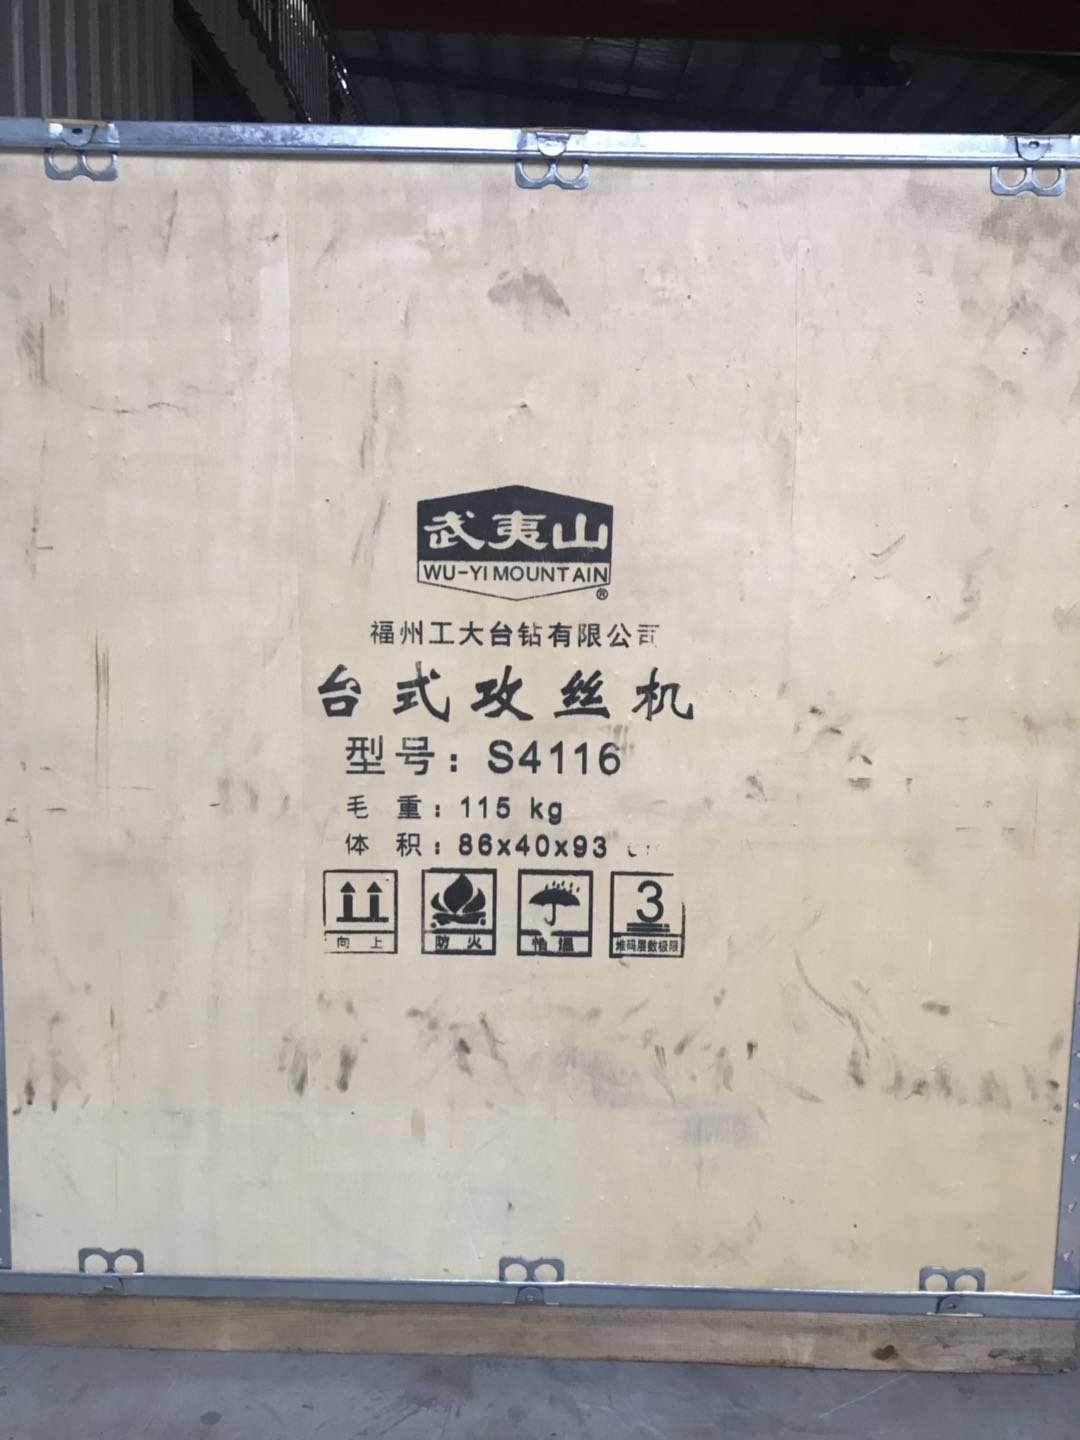 武夷山
WU-YI MOUNTAIN
®
福州工大台钻有限公司
台式攻丝机
型号：S4116
毛重：115 kg
体积：86x40x93
向上 防火 怕湿 3 堆码层数极限